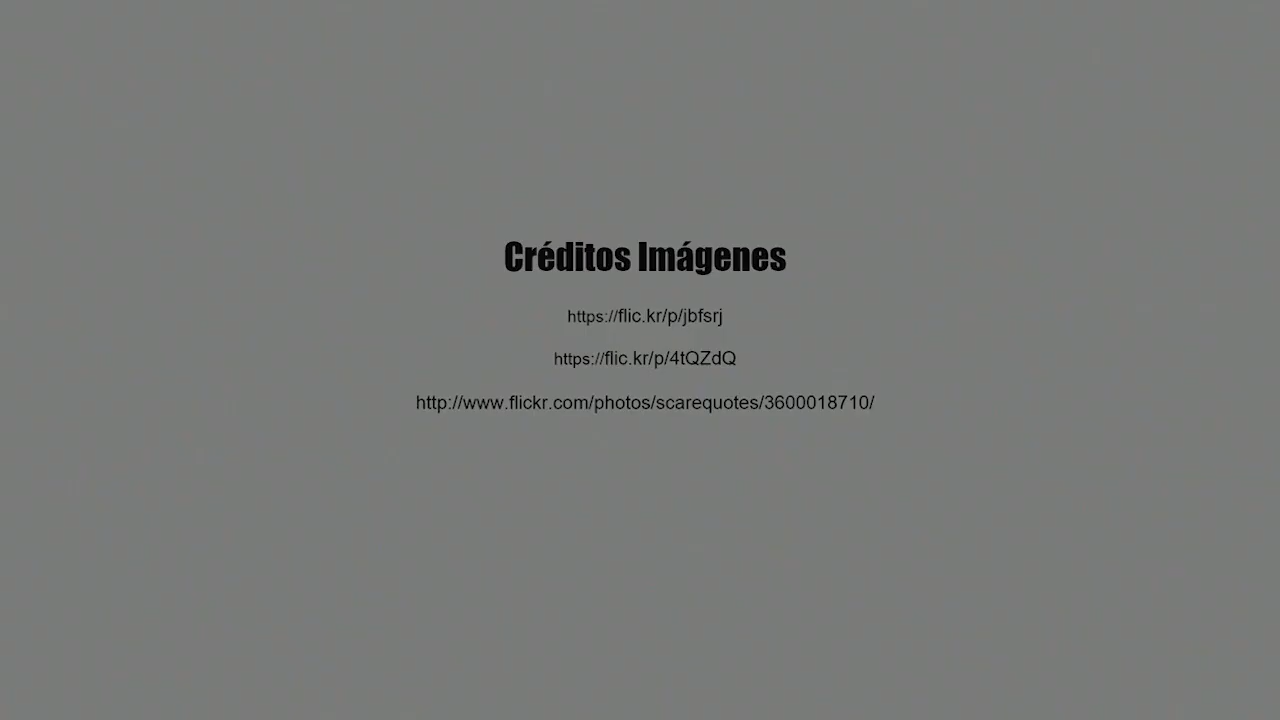 Créditos Imágenes
https://flic.kr/p/jbfsrj
https://flic.kr/p/4tQZdQ
http://www.flickr.com/photos/scarequotes/3600018710/